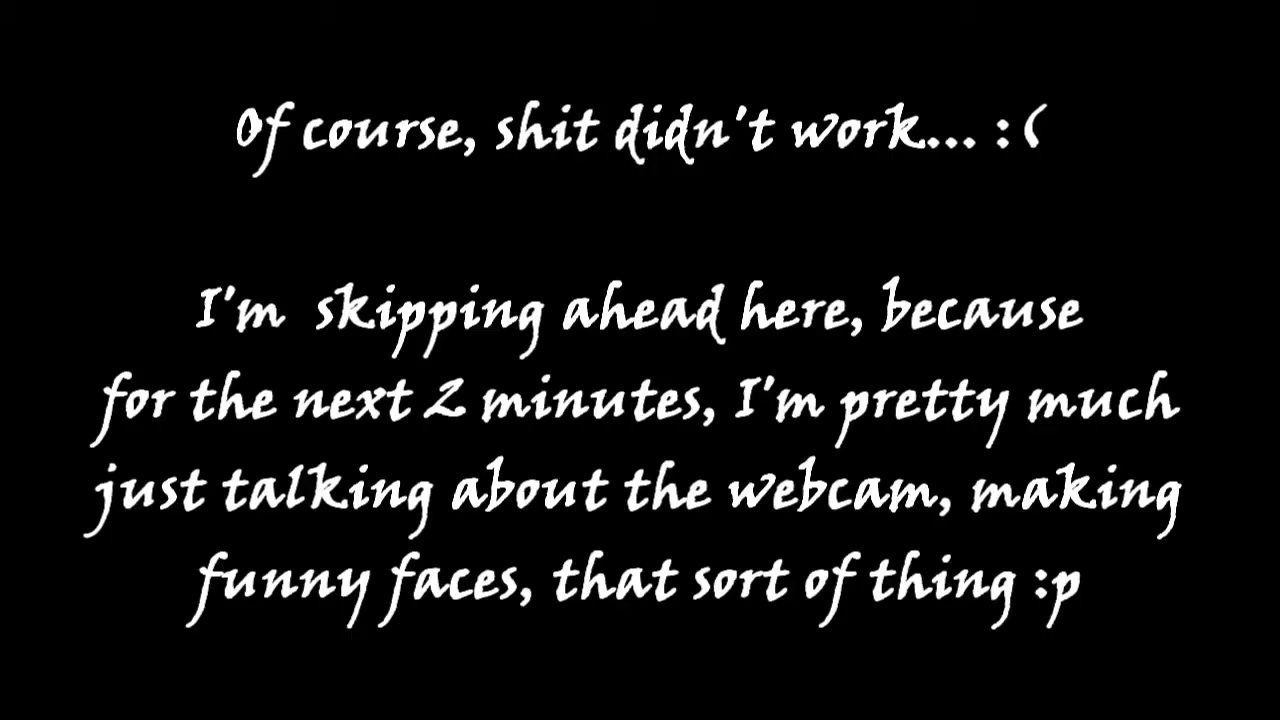 Of course, shit didn't work... :(
I'm skipping ahead here, because
for the next 2 minutes, I'm pretty much
just talking about the webcam, making
funny faces, that sort of thing :p